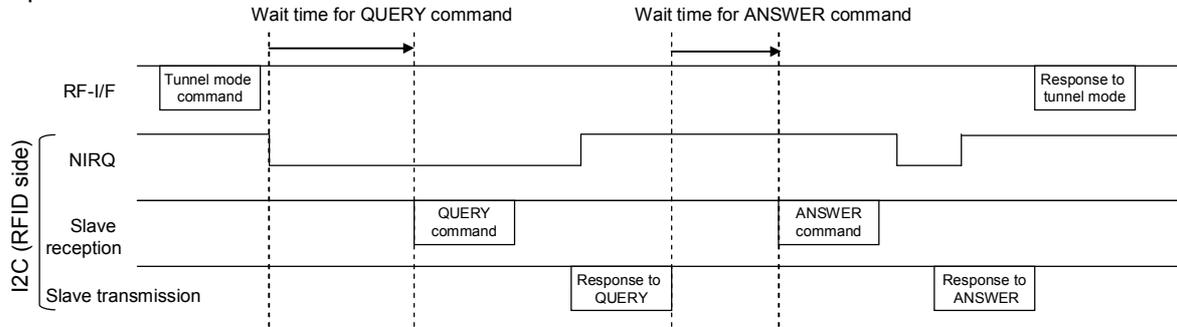 Wait time for QUERY command
Wait time for ANSWER command
RF-I/F
Tunnel mode
command
Response to
tunnel mode
NIRQ
I2C (RFID side)
Slave
reception
QUERY
command
ANSWER
command
Slave transmission
Response to
QUERY
Response to
ANSWER